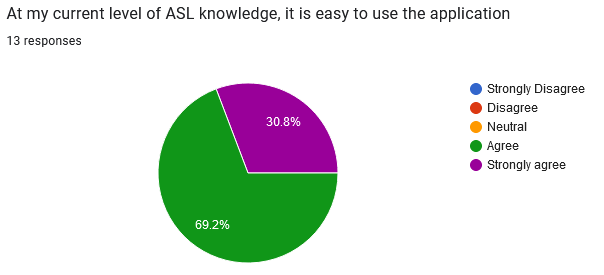 At my current level of ASL knowledge, it is easy to use the application
13 responses
30.8%
69.2%
Strongly Disagree
Disagree
Neutral
Agree
Strongly agree